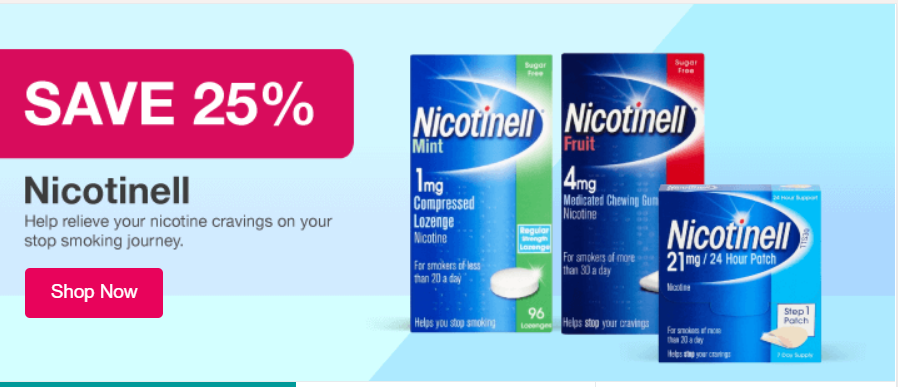 SAVE 25%
Nicotinell
Help relieve your nicotine cravings on your
stop smoking journey.
Shop Now
Sugar
Free
Nicotinell
Mint
1mg
Compressed
Lozenge
Nicotine
Regular
Strength
Lozenge
For smokers of less
than 20 a day
Helps you stop smoking
96
Lozenges
Sugar
Free
Nicotinell
Fruit
4mg
Medicated Chewing Gum
Nicotine
For smokers of more
than 30 a day
Helps stop your cravings
24 Hour Support
Nicotinell
TTS30
21mg / 24 Hour Patch
Nicotine
Step 1
Patch
For smokers of more
than 20 a day
Helps stop your cravings
7 Day Supply